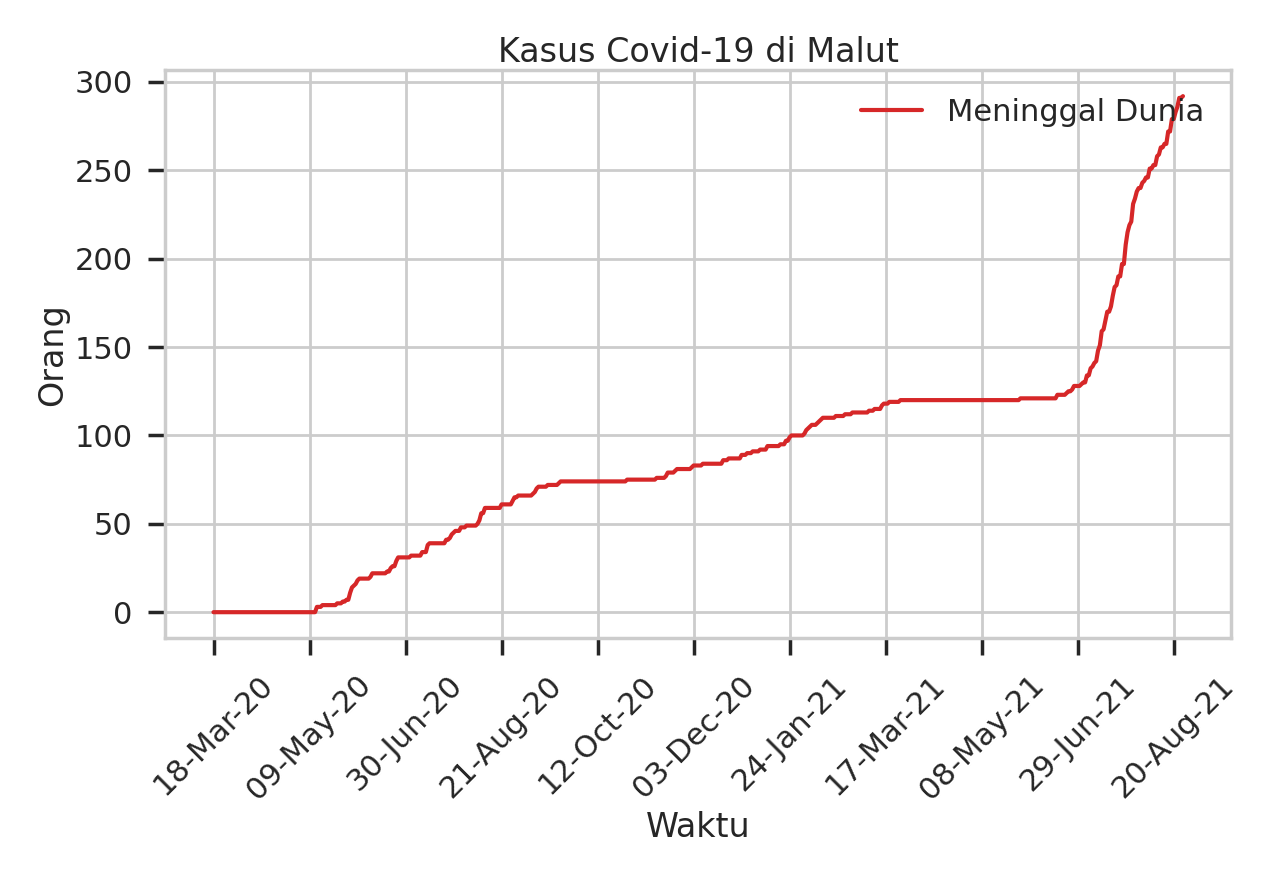 Kasus Covid-19 di Malut
Meninggal Dunia
Orang
300
250
200
150
100
50
0
18-Mar-20
09-May-20
30-Jun-20
21-Aug-20
12-Oct-20
03-Dec-20
24-Jan-21
17-Mar-21
08-May-21
29-Jun-21
20-Aug-21
Waktu